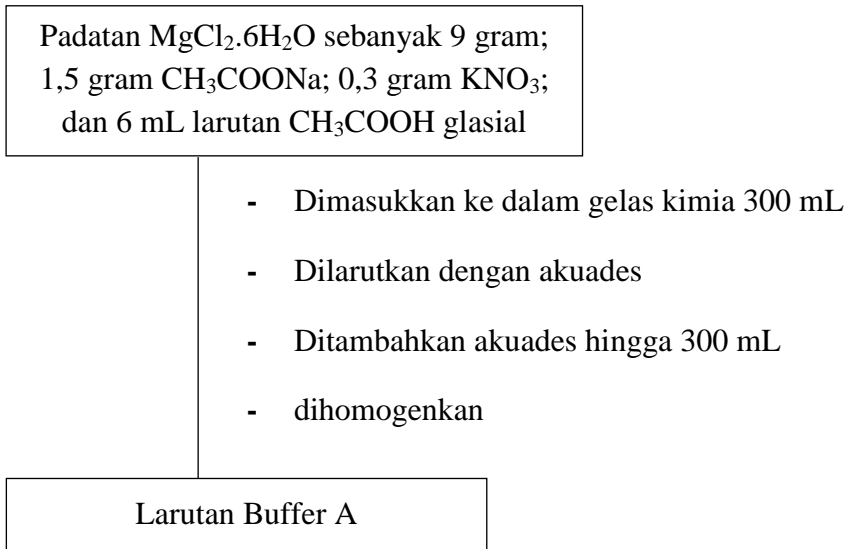 Padatan MgCl₂.6H₂O sebanyak 9 gram;
1,5 gram CH₃COONa; 0,3 gram KNO₃;
dan 6 mL larutan CH₃COOH glasial
- Dimasukkan ke dalam gelas kimia 300 mL
- Dilarutkan dengan akuades
- Ditambahkan akuades hingga 300 mL
- dihomogenkan
Larutan Buffer A